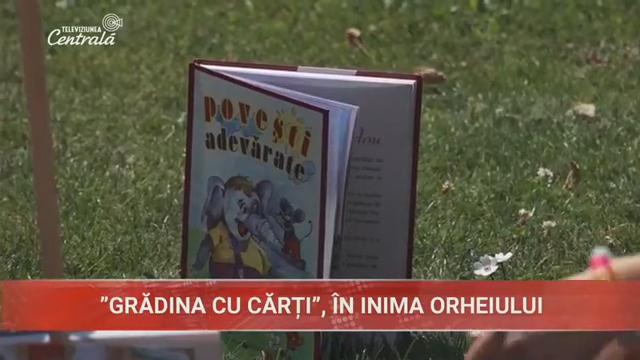 TELEVIZIUNEA
Centrală
povești
adevărate
"GRĂDINA CU CĂRȚI", ÎN INIMA ORHEIULUI